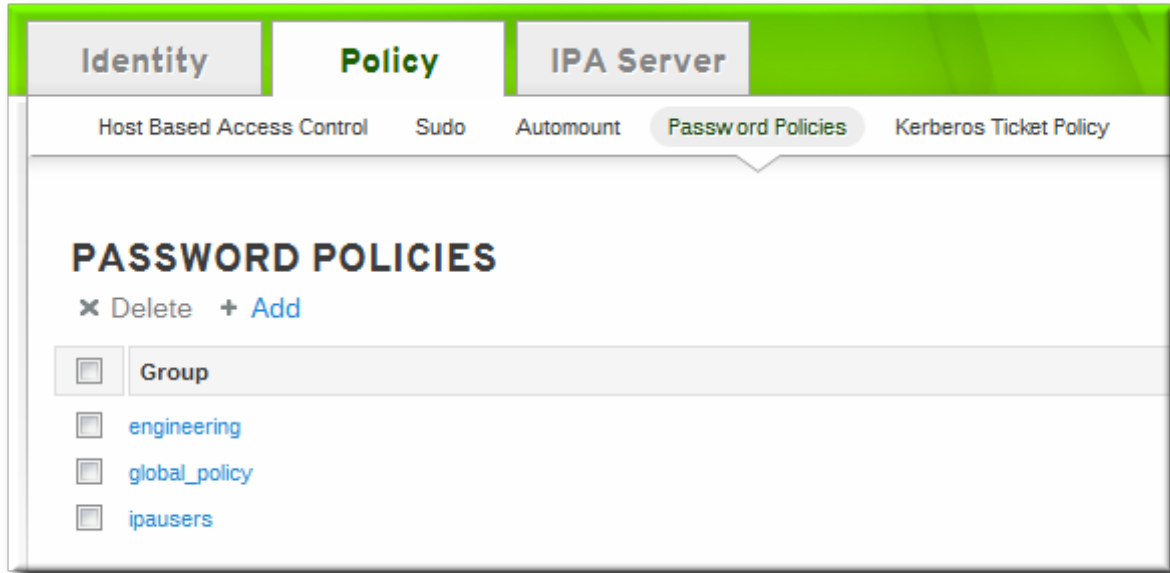 Identity Policy IPA Server
Host Based Access Control Sudo Automount Password Policies Kerberos Ticket Policy
PASSWORD POLICIES
Delete Add
Group
engineering
global_policy
ipausers